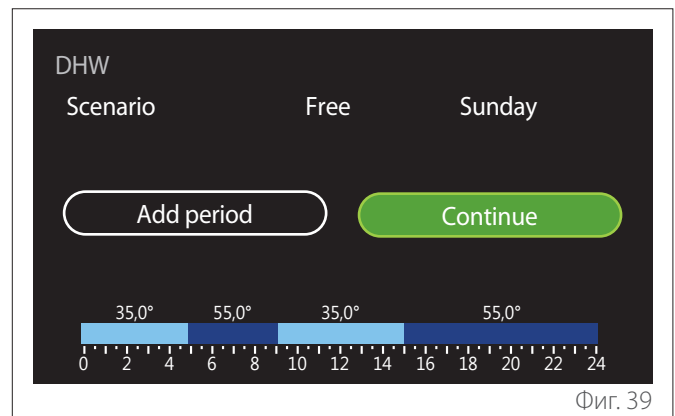 DHW
Scenario Free Sunday
Add period Continue
35,0° 55,0° 35,0° 55,0°
0 2 4 6 8 10 12 14 16 18 20 22 24
Фиг. 39